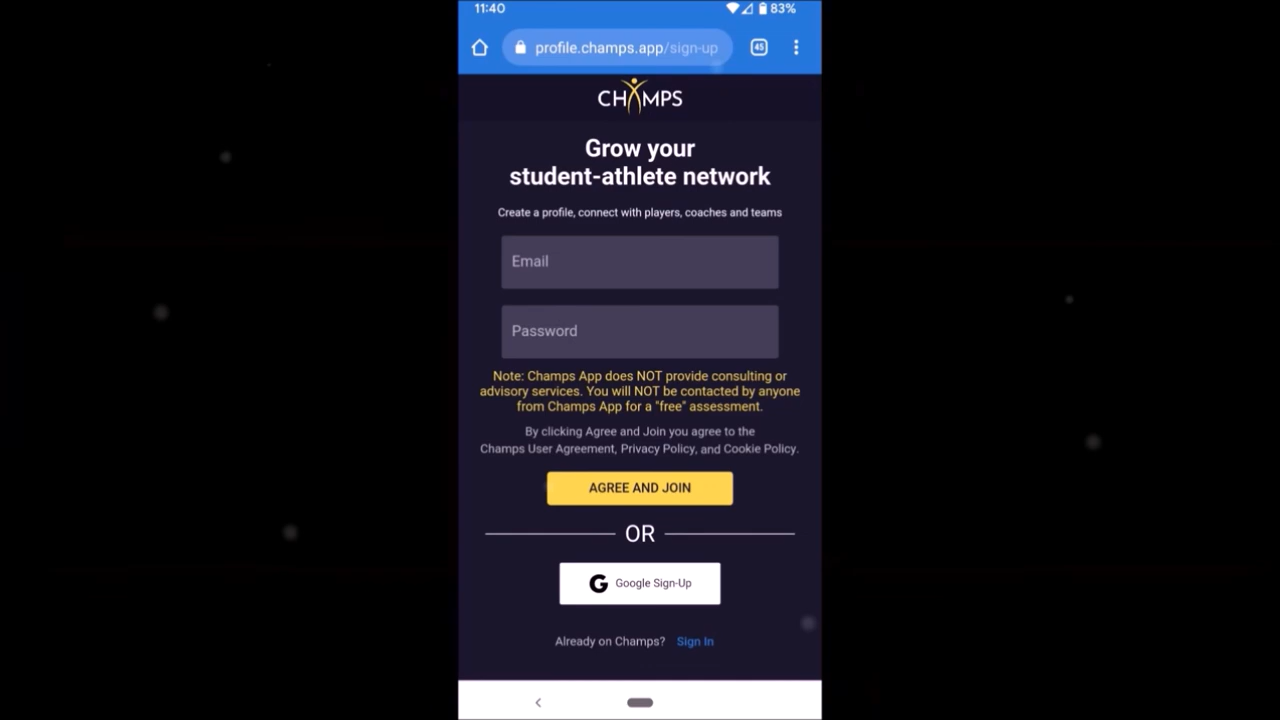 11:40
83%
profile.champs.app/sign-up
45
CHAMPS
Grow your
student-athlete network
Create a profile, connect with players, coaches and teams
Email
Password
Note: Champs App does NOT provide consulting or
advisory services. You will NOT be contacted by anyone
from Champs App for a "free" assessment.
By clicking Agree and Join you agree to the
Champs User Agreement, Privacy Policy, and Cookie Policy.
AGREE AND JOIN
OR
G Google Sign-Up
Already on Champs? Sign In